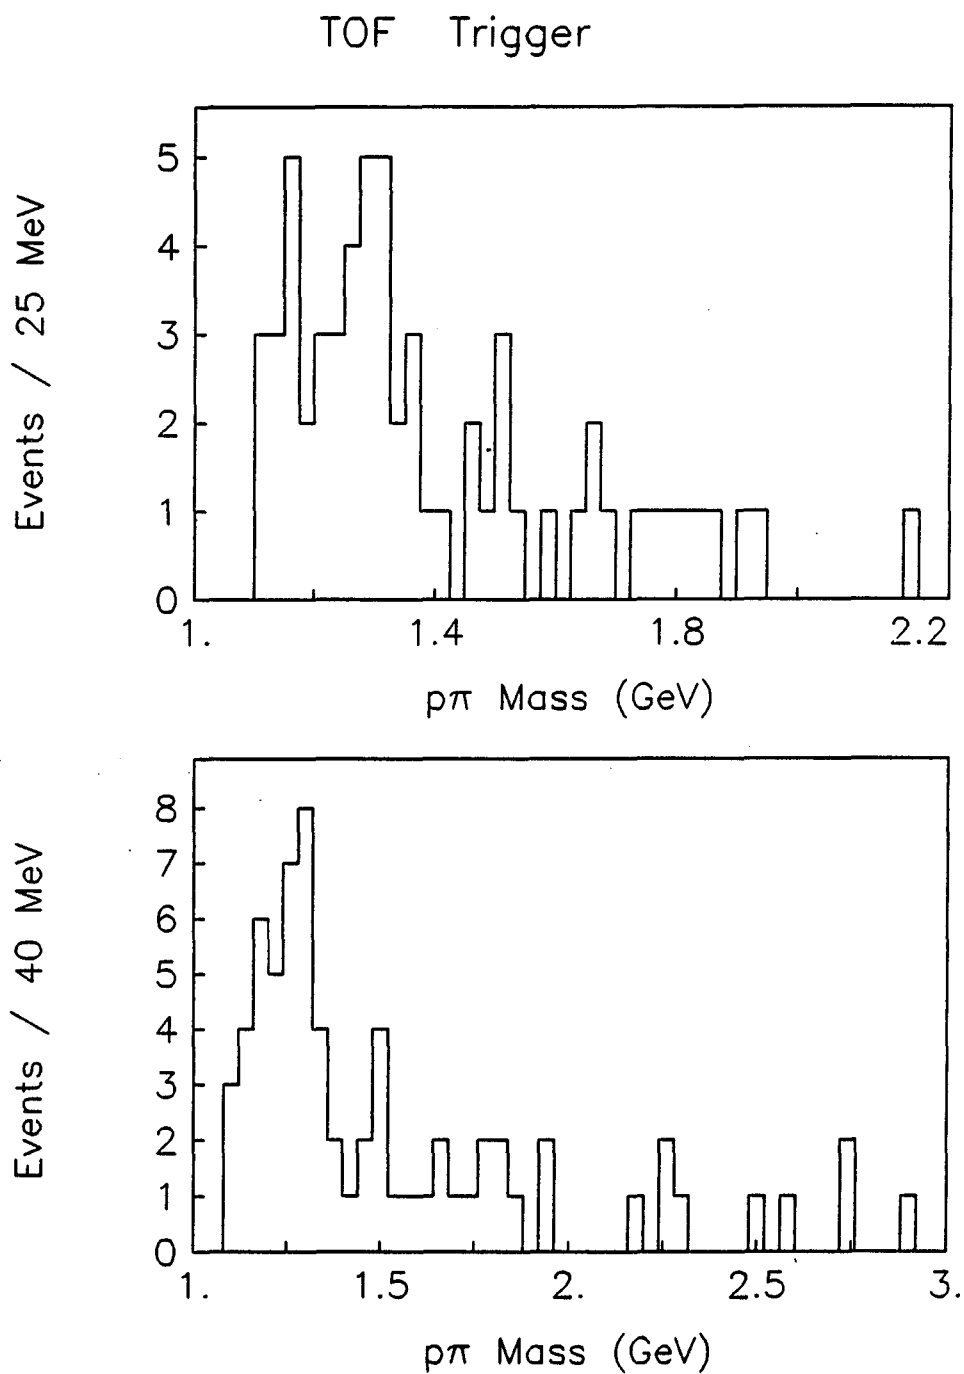 TOF Trigger
5
4
3
2
1
0
Events / 25 MeV
1. 1.4 1.8 2.2
pπ Mass (GeV)
8
7
6
5
4
3
2
1
0
Events / 40 MeV
1. 1.5 2. 2.5 3.
pπ Mass (GeV)